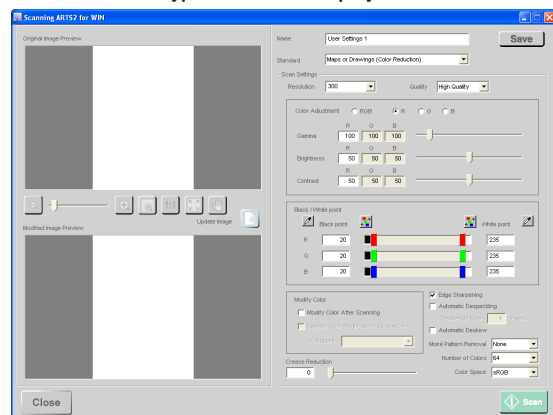 Scanning ARTS2 for WIN
Original Image Preview
1:1
Update Image
Modified Image Preview
Close
Name User Settings 1 Save
Standard Maps or Drawings (Color Reduction)
Scan Settings
Resolution 300 Quality High Quality
Color Adjustment RGB R G B
R G B
Gamma 100 100 100
R G B
Brightness 50 50 50
R G B
Contrast 50 50 50
Black / White point
Black point White point
R 20 235
G 20 235
B 20 235
Modify Color
Modify Color After Scanning
Edge Sharpening
Automatic Despeckling
1 Pixels
Automatic Deskew
Moiré Pattern Removal None
Number of Colors 64
Color Space sRGB
Crease Reduction
0
Scan